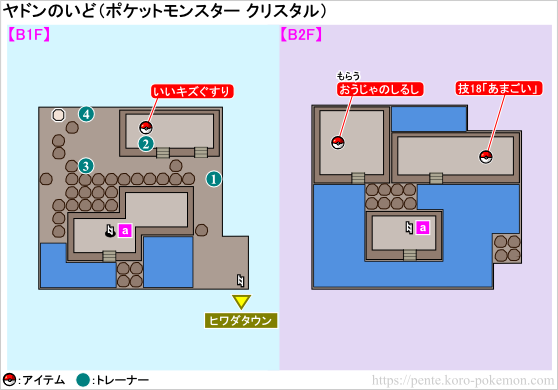 ヤドンのいど（ポケットモンスター クリスタル）
【B1F】
【B2F】
いいキズぐすり
もらう
おうじゃのしるし
技18「あまごい」
4
2
3
1
a
a
ヒワダタウン
：アイテム ：トレーナー
https://pente.koro-pokemon.com